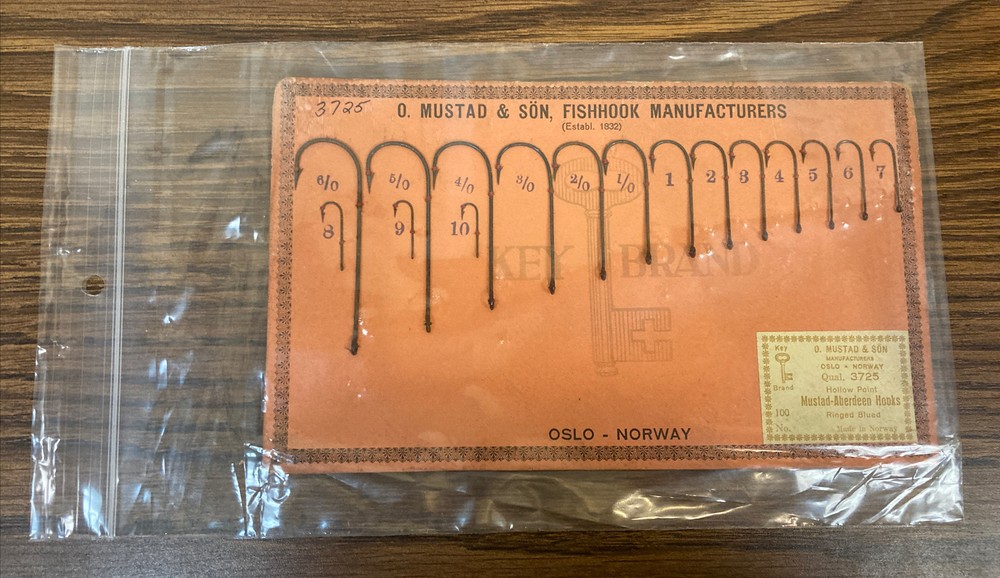 3725
O. MUSTAD & SÖN, FISHHOOK MANUFACTURERS
(Establ. 1832)
6/0 5/0 4/0 3/0 2/0 1/0 1 2 3 4 5 6 7
8 9 10
KEY BRAND
Key
Brand
100
No.
O. MUSTAD & SÖN
MANUFACTURERS
OSLO • NORWAY
Qual. 3725
Hollow Point
Mustad-Aberdeen Hooks
Ringed Blued
Made in Norway
OSLO - NORWAY